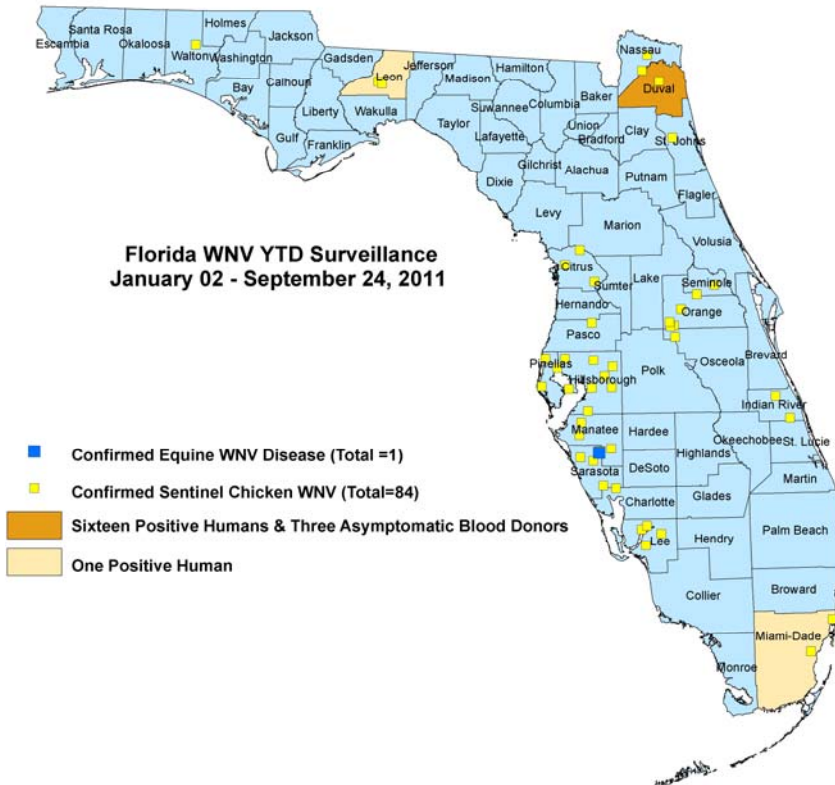 Holmes
Santa Rosa
Jackson
Escambia
Okaloosa
Walton
Washington
Gadsden
Jefferson
Leon
Hamilton
Nassau
Madison
Duval
Bay
Calhoun
Liberty
Wakulla
Suwannee
Columbia
Baker
Gulf
Franklin
Taylor
Lafayette
Union
Bradford
Clay
St Johns
Gilchrist
Alachua
Putnam
Dixie
Flagler
Levy
Marion
Volusia
Florida WNV YTD Surveillance
January 02 - September 24, 2011
Citrus
Sumter
Lake
Seminole
Hernando
Orange
Pasco
Pinellas
Hillsborough
Polk
Osceola
Brevard
Indian River
Manatee
Hardee
Okeechobee
St. Lucie
Highlands
Confirmed Equine WNV Disease (Total =1)
Sarasota
DeSoto
Martin
Confirmed Sentinel Chicken WNV (Total=84)
Charlotte
Glades
Sixteen Positive Humans & Three Asymptomatic Blood Donors
Lee
Hendry
Palm Beach
One Positive Human
Collier
Broward
Miami-Dade
Monroe